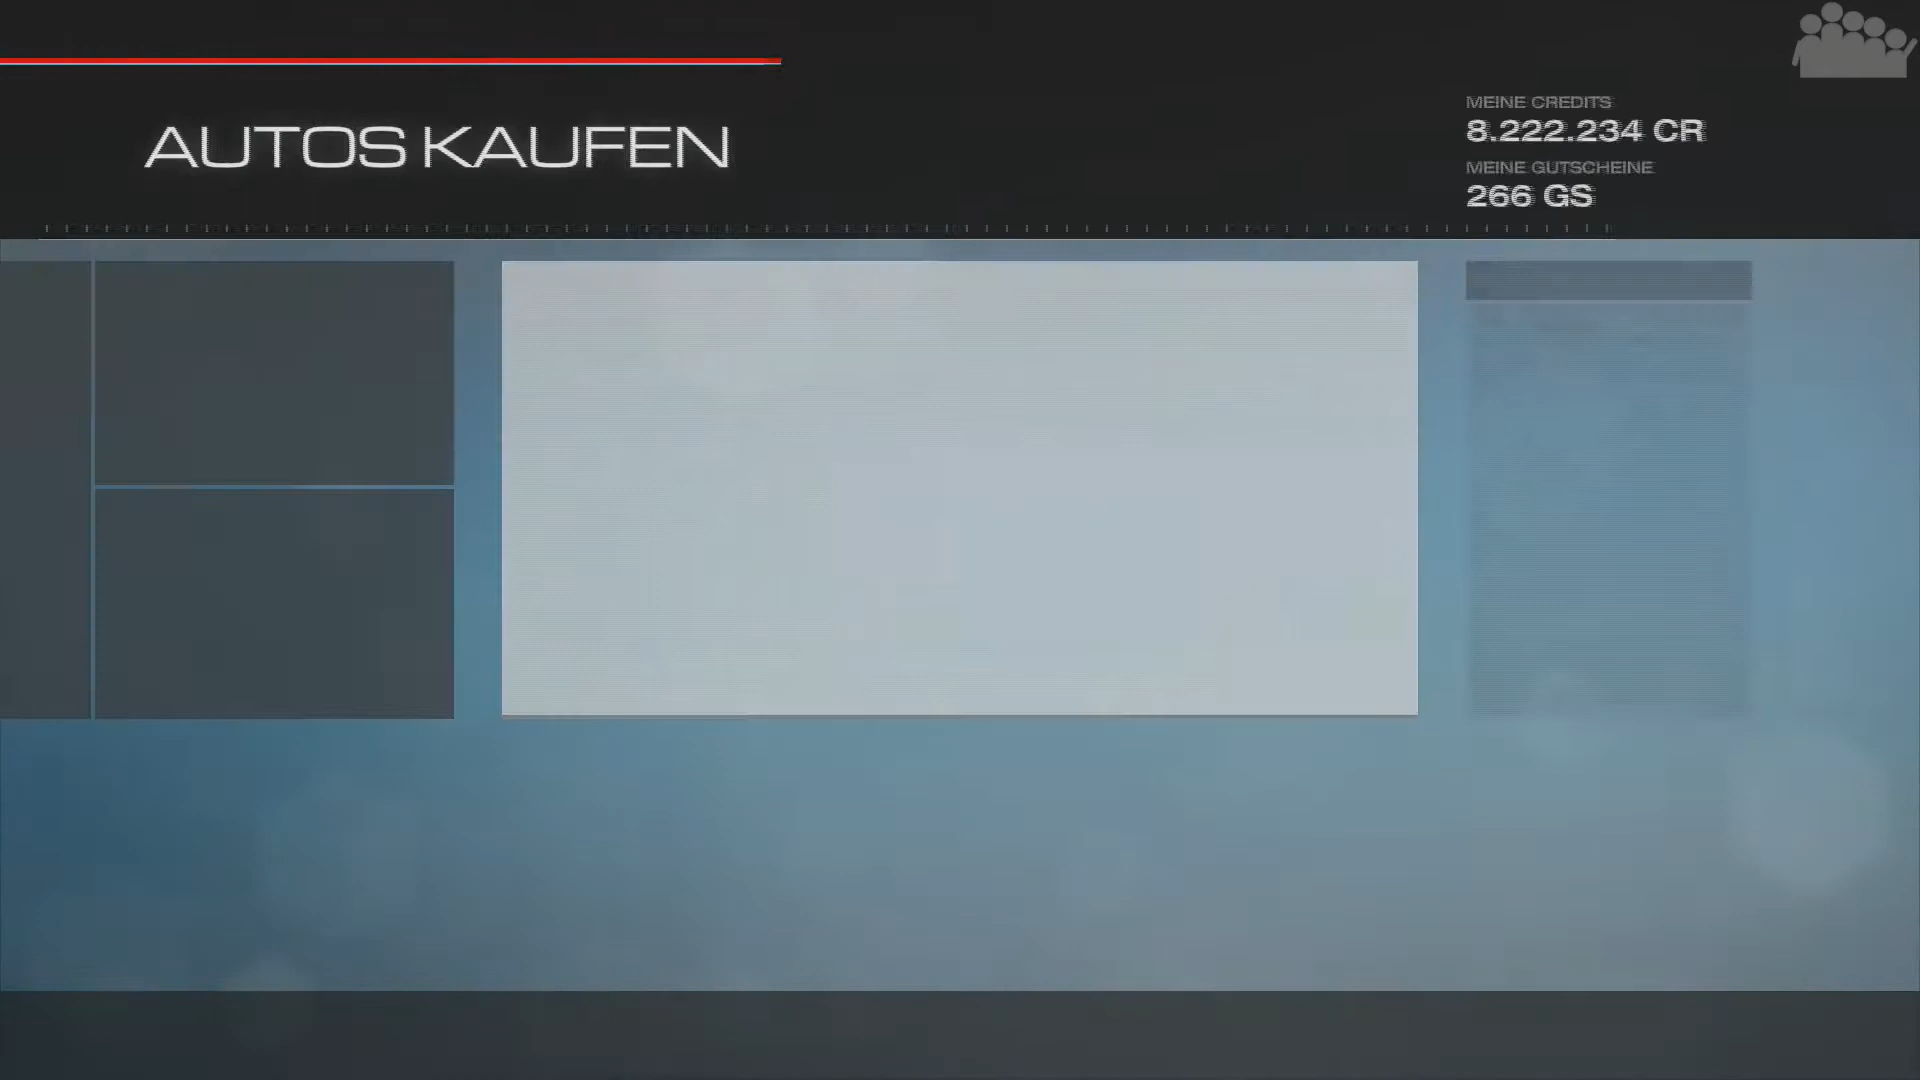 AUTOS KAUFEN
MEINE CREDITS
8.222.234 CR
MEINE GUTSCHEINE
266 GS